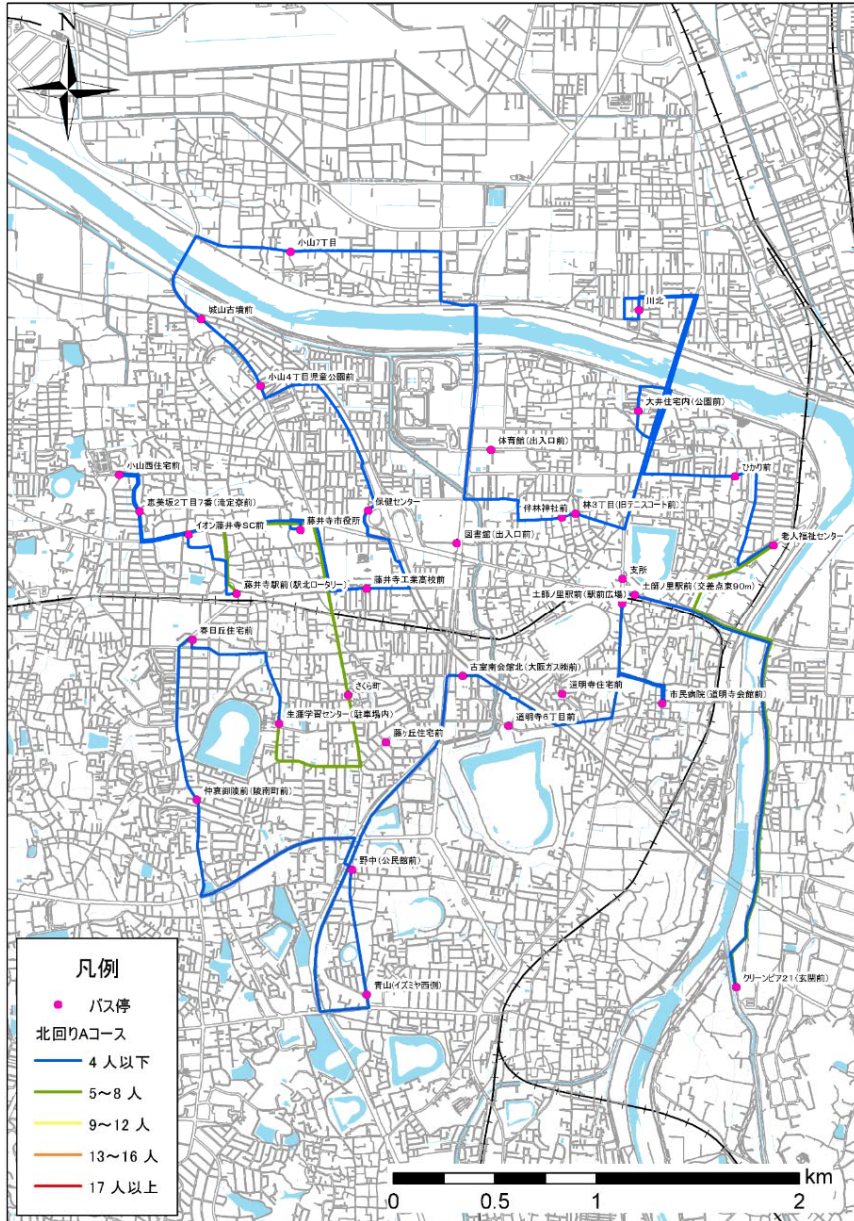 N
小山7丁目
川北
城山古墳前
小山4丁目児童公園前
大井住宅内(公園前)
体育館(出入口前)
小山西住宅前
ひかり前
恵美坂2丁目7番(滝定寮前)
保健センター
伴林神社前
林3丁目(旧テニスコート前)
イオン藤井寺SC前
藤井寺市役所
図書館(出入口前)
老人福祉センター
支所
藤井寺駅前(駅北ロータリー)
藤井寺工業高校前
土師ノ里駅前(交差点東90m)
土師ノ里駅前(駅前広場)
春日丘住宅前
古室南会館北(大阪ガス㈱前)
さくら町
道明寺住宅前
市民病院(道明寺会館前)
生涯学習センター(駐車場内)
道明寺6丁目前
藤ヶ丘住宅前
仲哀御陵前(陵南町前)
野中(公民館前)
クリーンピア21(玄関前)
青山(イズミヤ西側)
凡例
バス停
北回りAコース
4 人以下
5～8 人
9～12 人
13～16 人
17 人以上
km
0 0.5 1 2